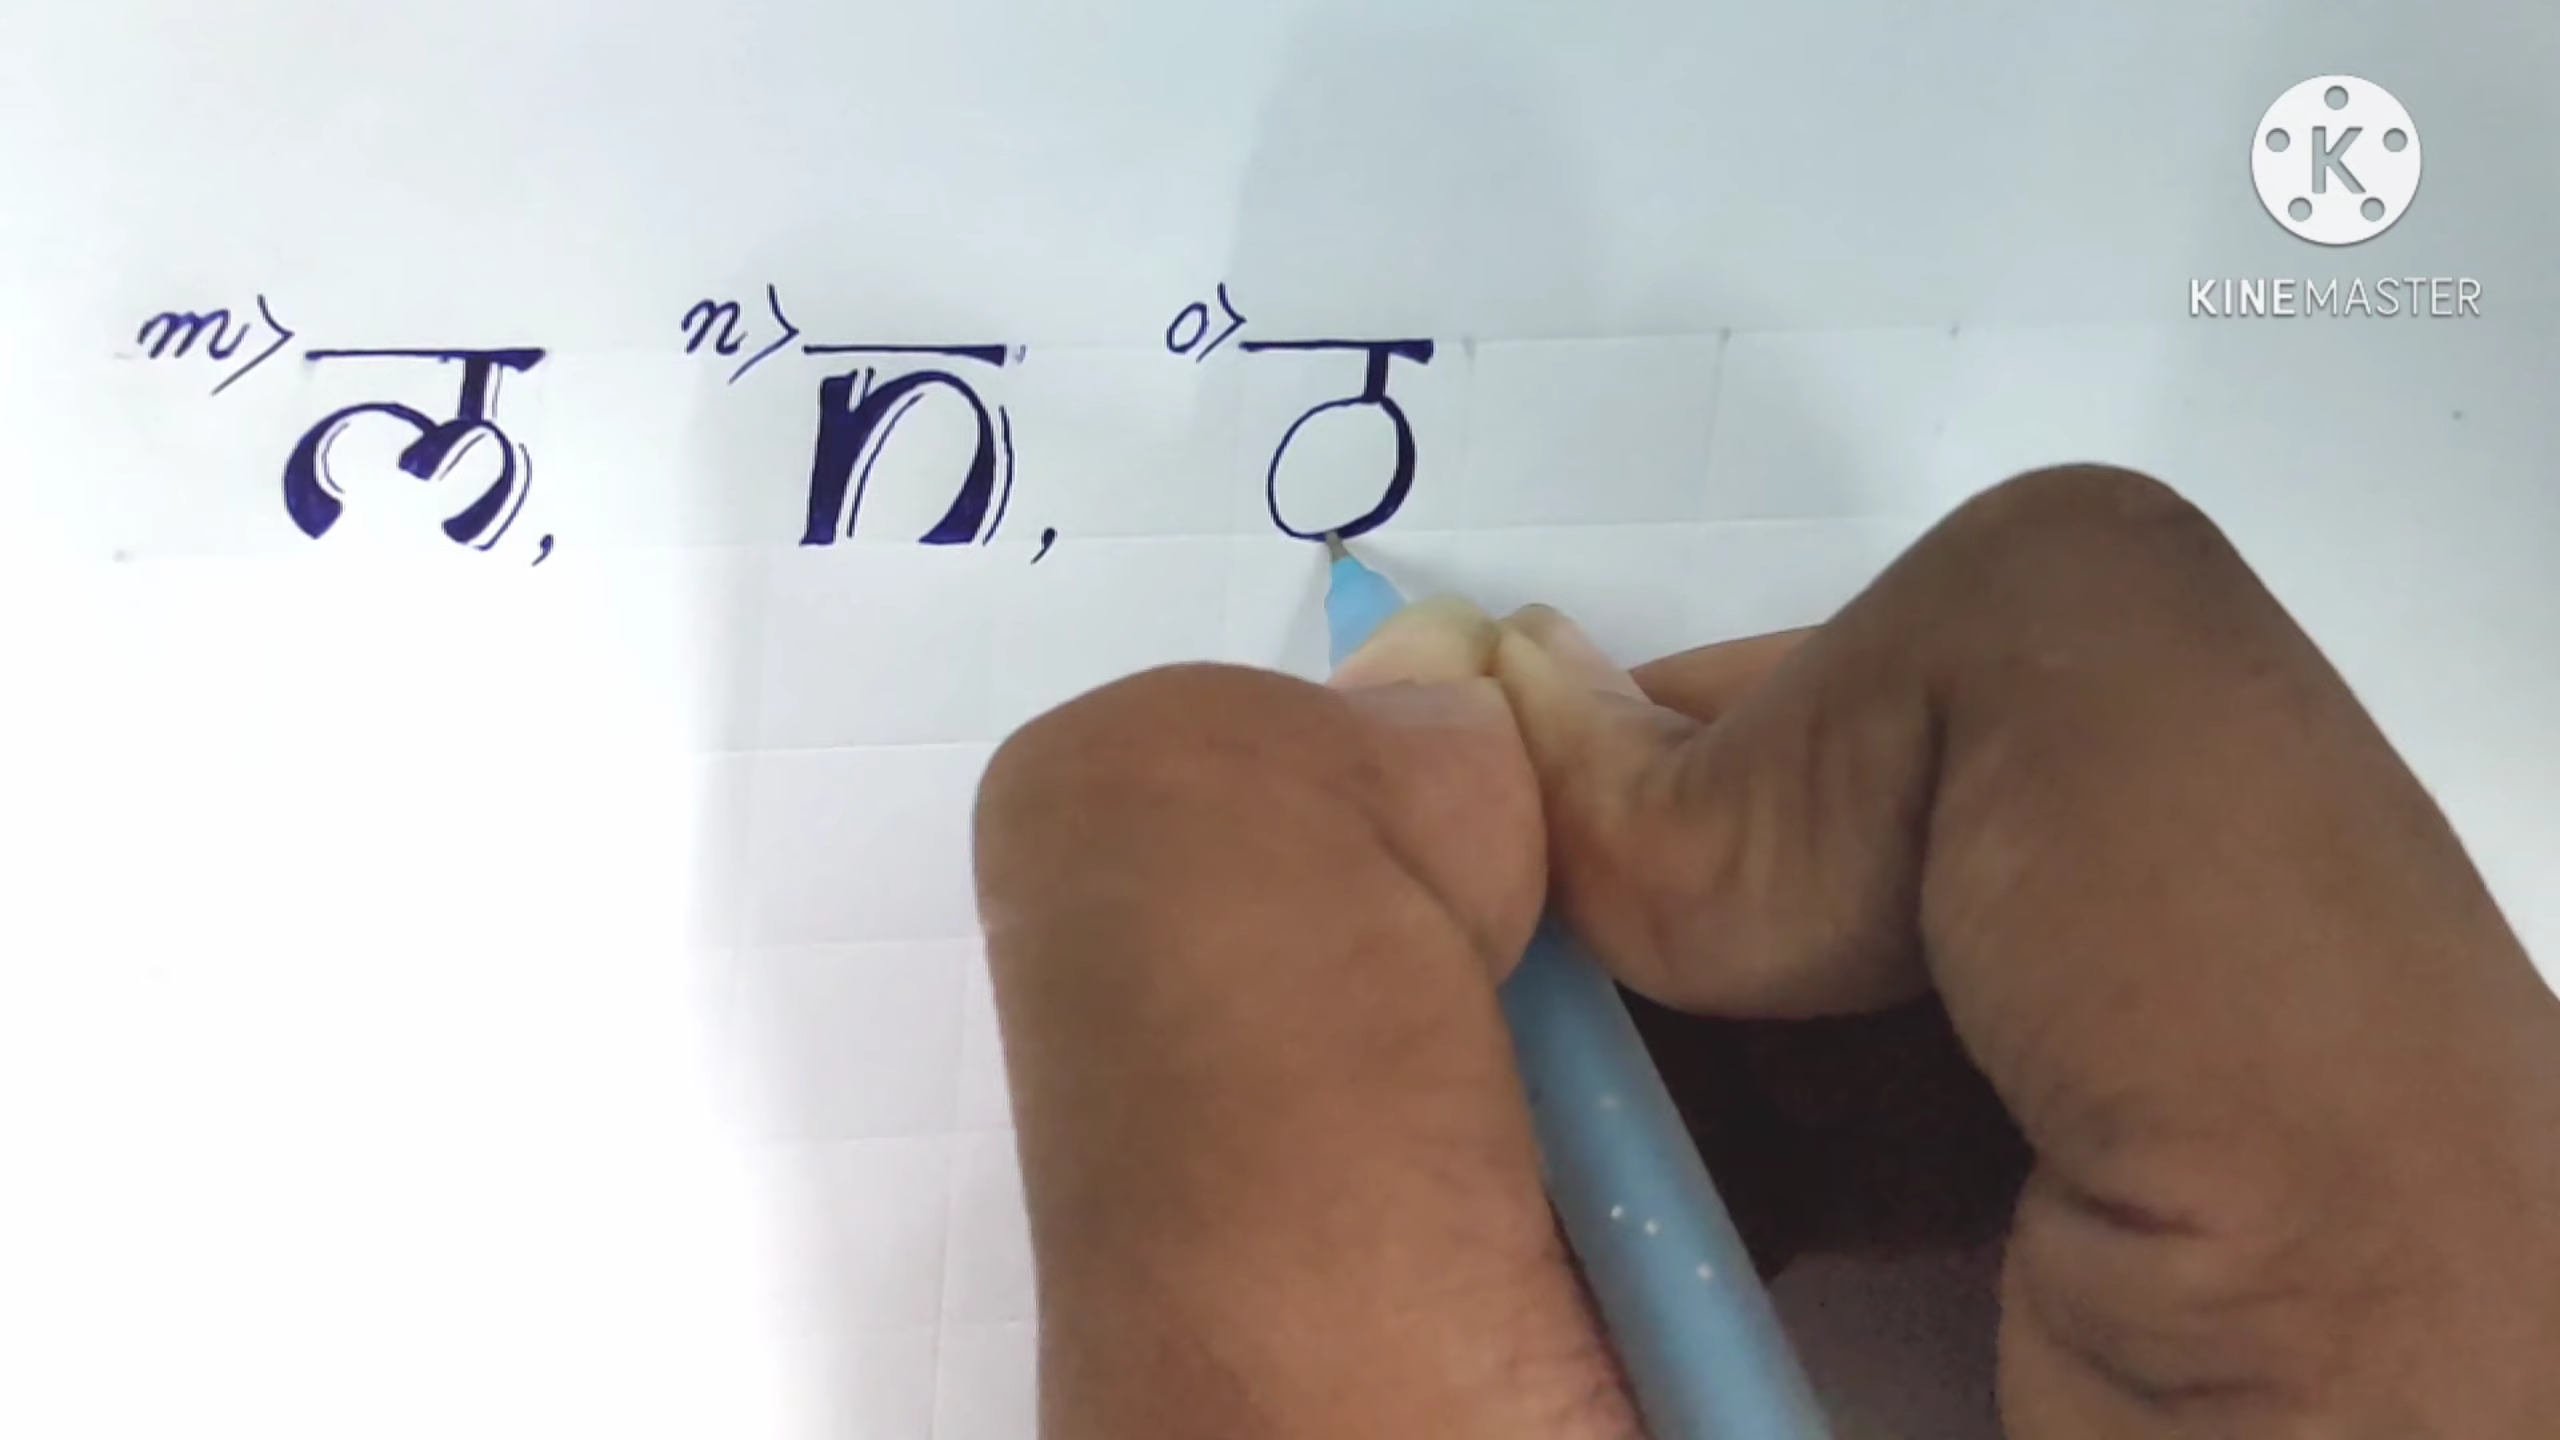 m> ल, n> n, o> ठ
KINEMASTER